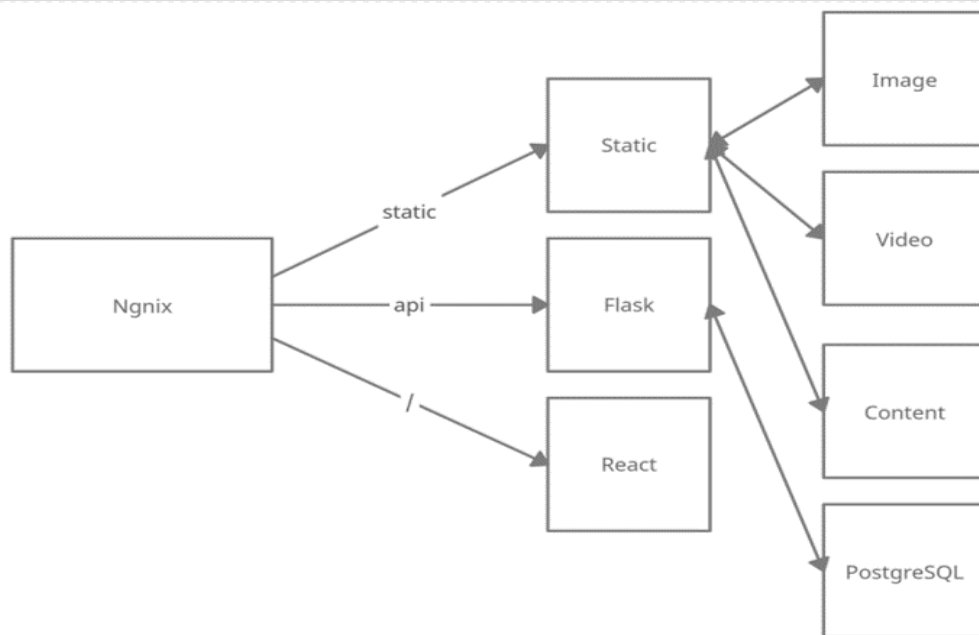 Image
Static
static
Video
Ngnix
api
Flask
/
Content
React
PostgreSQL